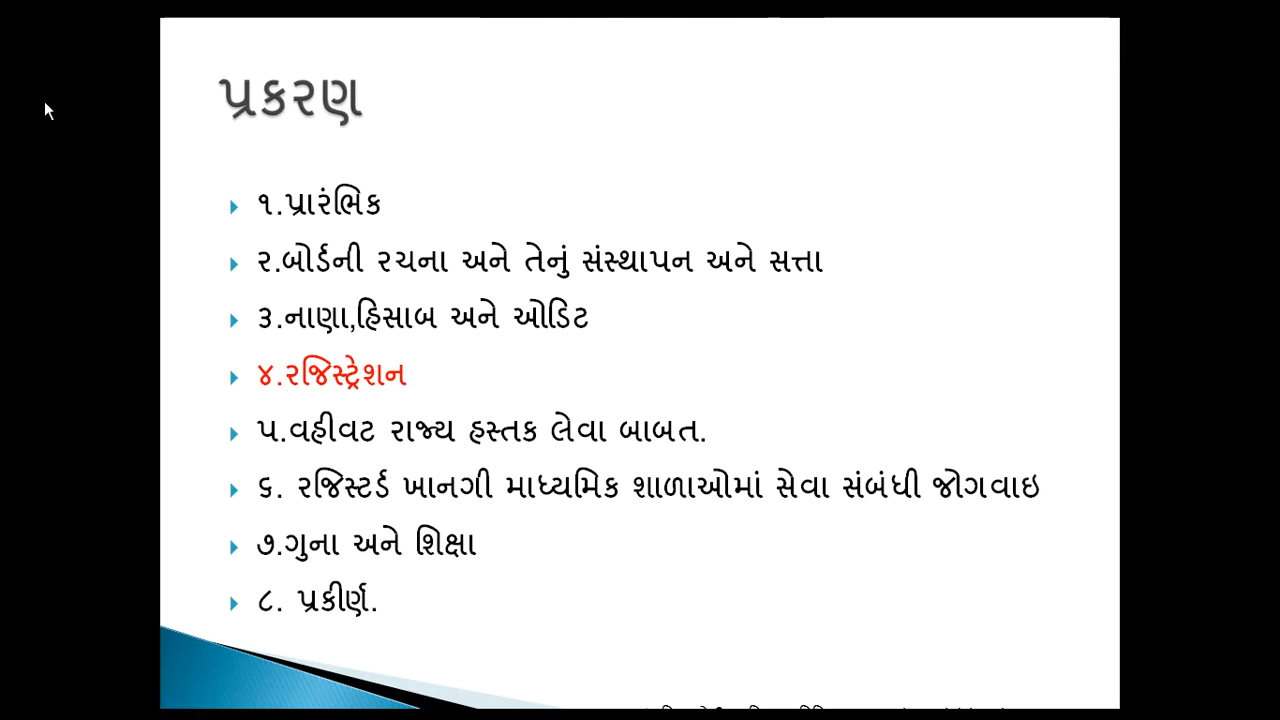 પ્રકરણ
૧.પ્રારંભિક
૨.બોર્ડની રચના અને તેનું સંસ્થાપન અને સત્તા
૩.નાણા,હિસાબ અને ઓડિટ
૪.રજિસ્ટ્રેશન
૫.વહીવટ રાજ્ય હસ્તક લેવા બાબત.
૬. રજિસ્ટર્ડ ખાનગી માધ્યમિક શાળાઓમાં સેવા સંબંધી જોગવાઇ
૭.ગુના અને શિક્ષા
૮. પ્રકીર્ણ.